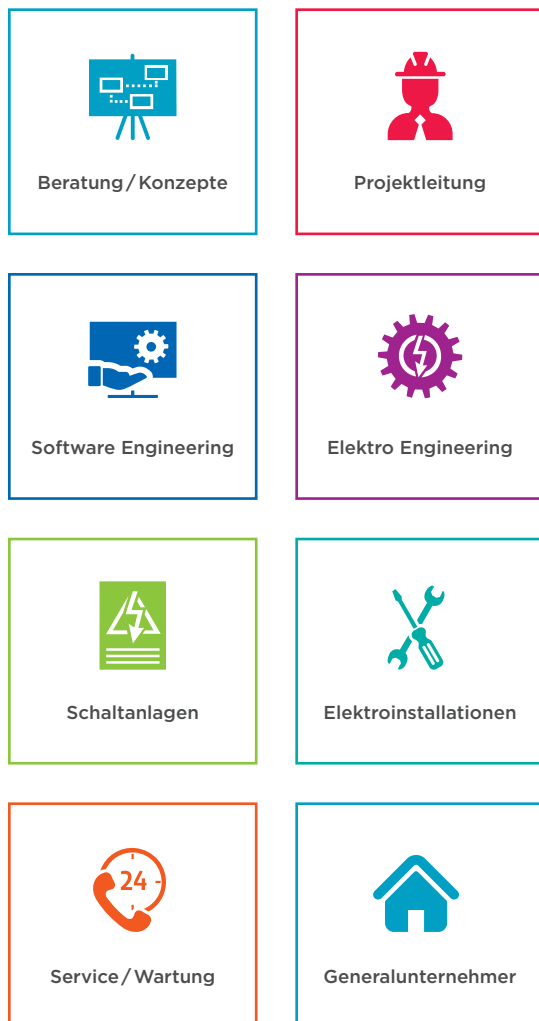 Beratung / Konzepte
Projektleitung
Software Engineering
Elektro Engineering
Schaltanlagen
Elektroinstallationen
24
Service / Wartung
Generalunternehmer